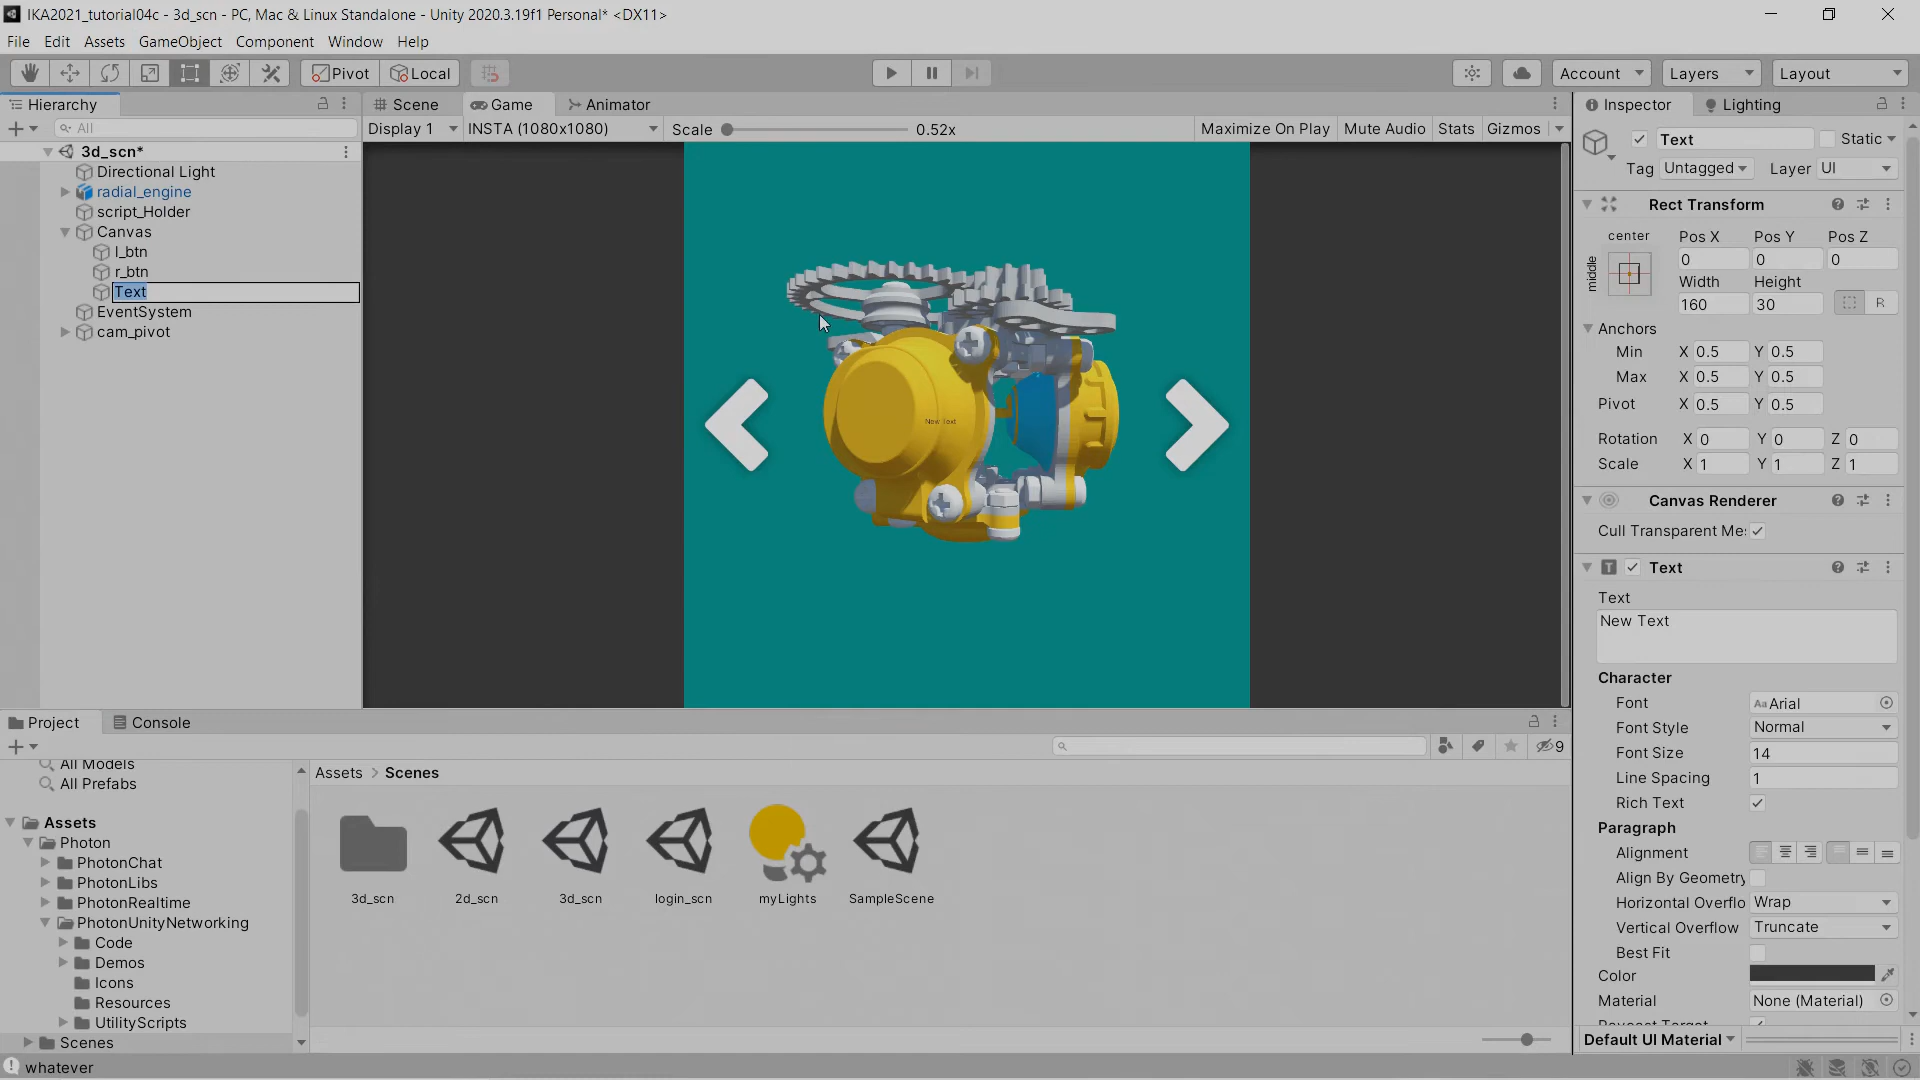 IKA2021_tutorial04c - 3d_scn - PC, Mac & Linux Standalone - Unity 2020.3.19f1 Personal* <DX11>
File Edit Assets GameObject Component Window Help
Pivot Local Account Layers Layout
Hierarchy
All
3d_scn*
Directional Light
radial_engine
script_Holder
Canvas
l_btn
r_btn
Text
EventSystem
cam_pivot
Scene Game Animator
Display 1 INSTA (1080x1080) Scale 0.52x Maximize On Play Mute Audio Stats Gizmos
New Text
Inspector Lighting
Text Static
Tag Untagged Layer UI
Rect Transform
center Pos X Pos Y Pos Z
middle 0 0 0
Width Height
160 30 R
Anchors
Min X 0.5 Y 0.5
Max X 0.5 Y 0.5
Pivot X 0.5 Y 0.5
Rotation X 0 Y 0 Z 0
Scale X 1 Y 1 Z 1
Canvas Renderer
Cull Transparent Me:
Text
Text
New Text
Character
Font Aa Arial
Font Style Normal
Font Size 14
Line Spacing 1
Rich Text
Paragraph
Alignment
Align By Geometry
Horizontal Overflo Wrap
Vertical Overflow Truncate
Best Fit
Color
Material None (Material)
Default UI Material
Project Console
9
All Models
All Prefabs
Assets
Photon
PhotonChat
PhotonLibs
PhotonRealtime
PhotonUnityNetworking
Code
Demos
Icons
Resources
UtilityScripts
Scenes
Assets > Scenes
3d_scn 2d_scn 3d_scn login_scn myLights SampleScene
whatever